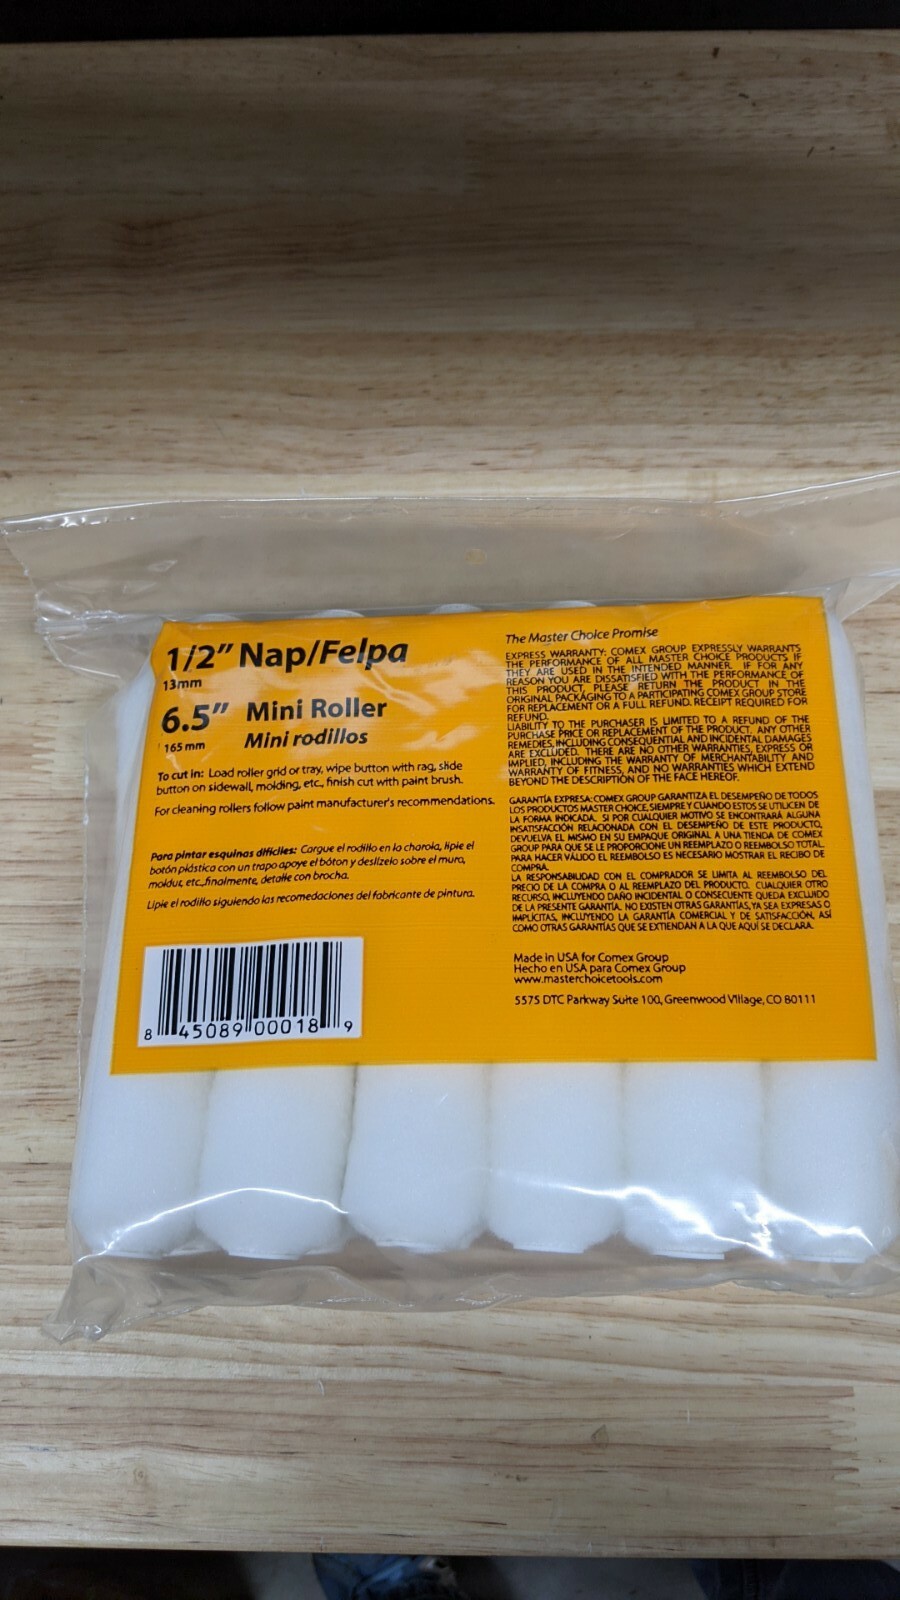 1/2" Nap/Felpa
13mm
6.5" Mini Roller
165 mm Mini rodillos
To cut in: Load roller grid or tray, wipe button with rag, slide
button on sidewall, molding, etc., finish cut with paint brush.
For cleaning rollers follow paint manufacturer's recommendations.
Para pintar esquinas difíciles: Cargue el rodillo en la charola, lipie el
botón plástica con un trapo apoye el bóton y deslízelo sobre el muro,
moldur, etc.,finalmente, detalle con brocha.
Lipie el rodillo siguiendo las recomedaciones del fabricante de pintura.
8 45089 00018 9
The Master Choice Promise
EXPRESS WARRANTY: COMEX GROUP EXPRESSLY WARRANTS
THE PERFORMANCE OF ALL MASTER CHOICE PRODUCTS IF
THEY ARE USED IN THE INTENDED MANNER. IF FOR ANY
REASON YOU ARE DISSATISFIED WITH THE PERFORMANCE OF
THIS PRODUCT, PLEASE RETURN THE PRODUCT IN THE
ORIGINAL PACKAGING TO A PARTICIPATING COMEX GROUP STORE
FOR REPLACEMENT OR A FULL REFUND. RECEIPT REQUIRED FOR
REFUND.
LIABILITY TO THE PURCHASER IS LIMITED TO A REFUND OF THE
PURCHASE PRICE OR REPLACEMENT OF THE PRODUCT. ANY OTHER
REMEDIES, INCLUDING CONSEQUENTIAL AND INCIDENTAL DAMAGES
ARE EXCLUDED. THERE ARE NO OTHER WARRANTIES, EXPRESS OR
IMPLIED, INCLUDING THE WARRANTY OF MERCHANTABILITY AND
WARRANTY OF FITNESS, AND NO WARRANTIES WHICH EXTEND
BEYOND THE DESCRIPTION OF THE FACE HEREOF.
GARANTÍA EXPRESA: COMEX GROUP GARANTIZA EL DESEMPEÑO DE TODOS
LOS PRODUCTOS MASTER CHOICE, SIEMPRE Y CUANDO ESTOS SE UTILICEN DE
LA FORMA INDICADA. SI POR CUALQUIER MOTIVO SE ENCONTRARÁ ALGUNA
INSATISFACCIÓN RELACIONADA CON EL DESEMPEÑO DE ESTE PRODUCTO,
DEVUELVA EL MISMO EN SU EMPAQUE ORIGINAL A UNA TIENDA DE COMEX
GROUP PARA QUE SE LE PROPORCIONE UN REEMPLAZO O REEMBOLSO TOTAL.
PARA HACER VÁLIDO EL REEMBOLSO ES NECESARIO MOSTRAR EL RECIBO DE
COMPRA.
LA RESPONSABILIDAD CON EL COMPRADOR SE LIMITA AL REEMBOLSO DEL
PRECIO DE LA COMPRA O AL REEMPLAZO DEL PRODUCTO. CUALQUIER OTRO
RECURSO, INCLUYENDO DAÑO INCIDENTAL O CONSECUENTE QUEDA EXCLUIDO
DE LA PRESENTE GARANTÍA. NO EXISTEN OTRAS GARANTÍAS, YA SEA EXPRESAS O
IMPLÍCITAS, INCLUYENDO LA GARANTÍA COMERCIAL Y DE SATISFACCIÓN, ASÍ
COMO OTRAS GARANTÍAS QUE SE EXTIENDAN A LA QUE AQUÍ SE DECLARA.
Made in USA for Comex Group
Hecho en USA para Comex Group
www.masterchoicetools.com
5575 DTC Parkway Suite 100, Greenwood Village, CO 80111